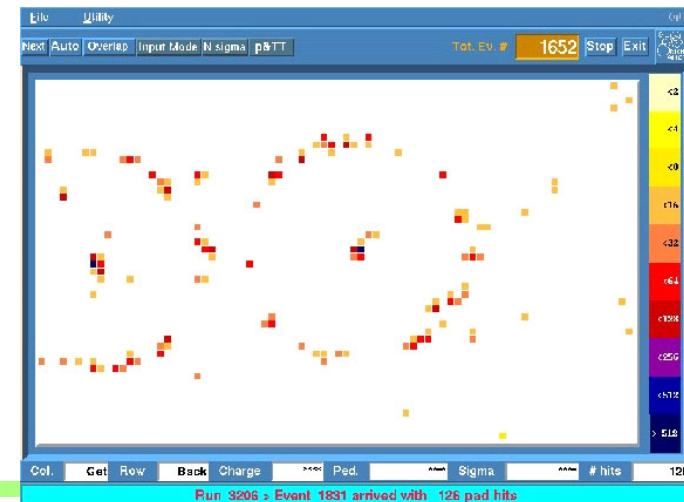 File Utility
Next Auto Overlap Input Mode N sigma p&TT Tot. Ev. # 1652 Stop Exit
<2
<4
<8
<16
<32
<64
<128
<256
<512
> 512
Col. Get Row Back Charge **** Ped. **** Sigma **** # hits 126
Run 3206 > Event 1831 arrived with 126 pad hits